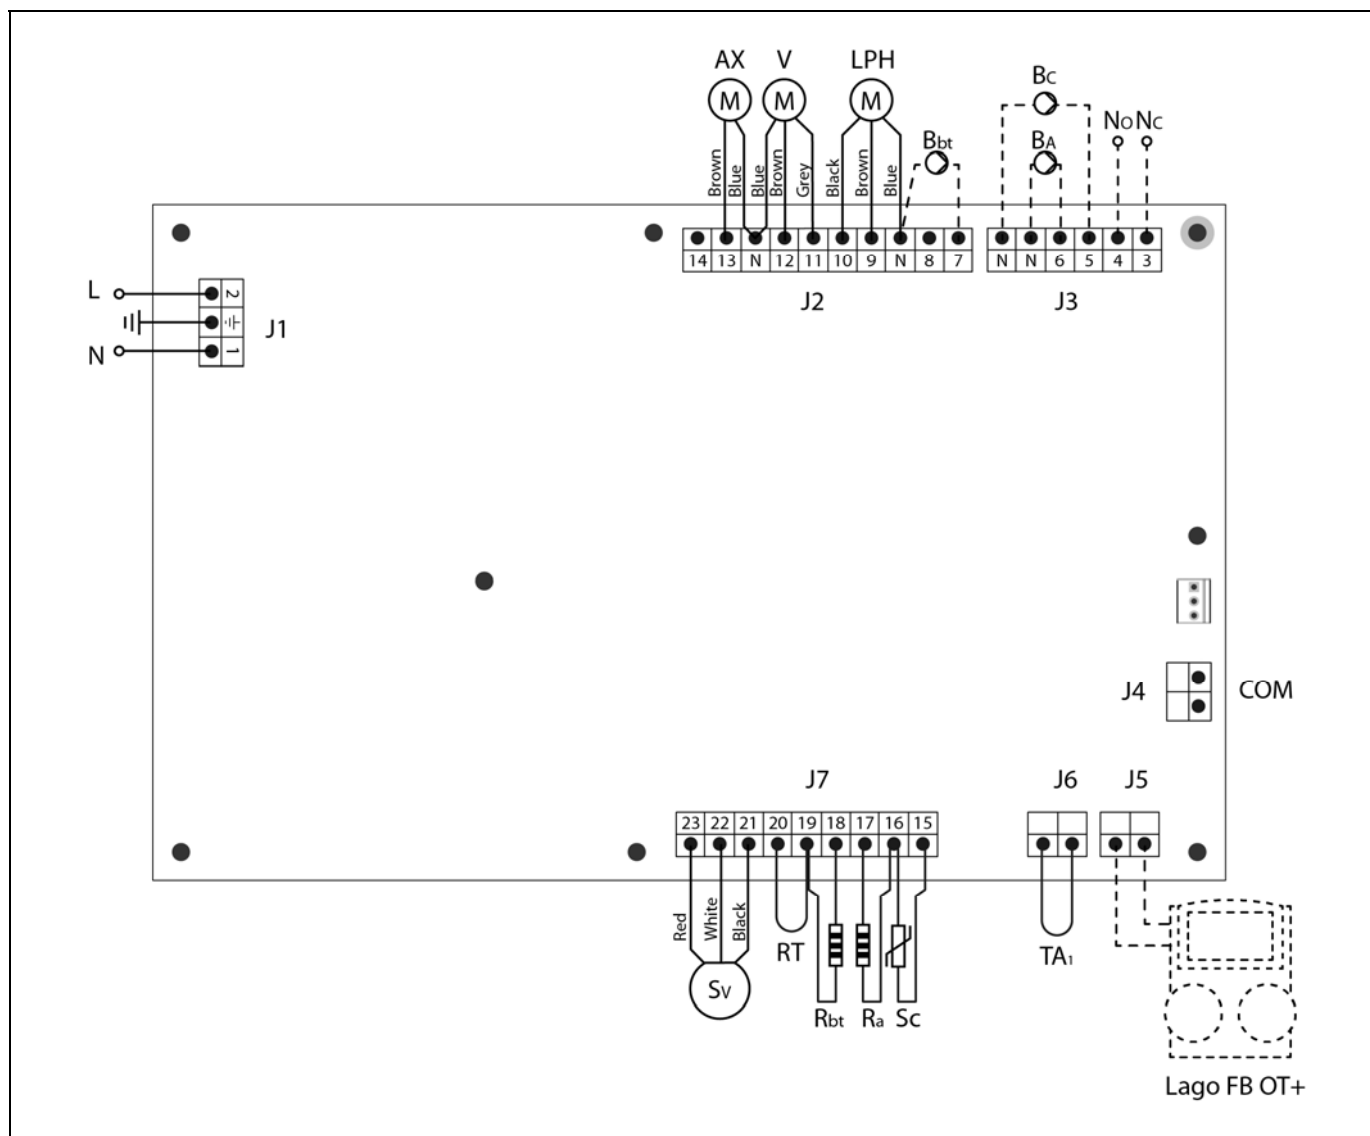 AX V LPH
M M M
Bbt
Bc
BA
No Nc
Brown Blue Blue Brown Grey Black Brown Blue
14 13 N 12 11 10 9 N 8 7
N N 6 5 4 3
J2 J3
L 2
J1
N 1
J4 COM
J7 J6 J5
23 22 21 20 19 18 17 16 15
Red White Black
RT
TA1
Sv
Rbt Ra Sc
Lago FB OT+